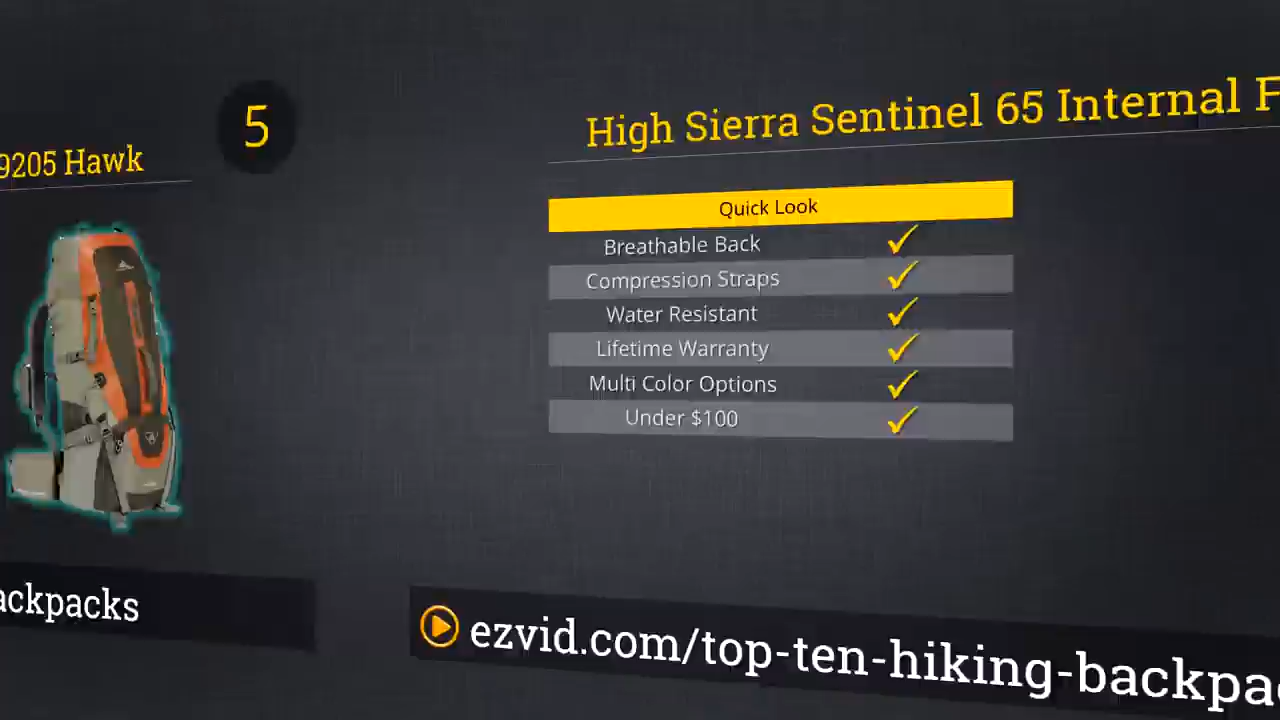 9205 Hawk
5
High Sierra Sentinel 65 Internal F
Quick Look
Breathable Back
Compression Straps
Water Resistant
Lifetime Warranty
Multi Color Options
Under $100
ackpacks
ezvid.com/top-ten-hiking-backpa